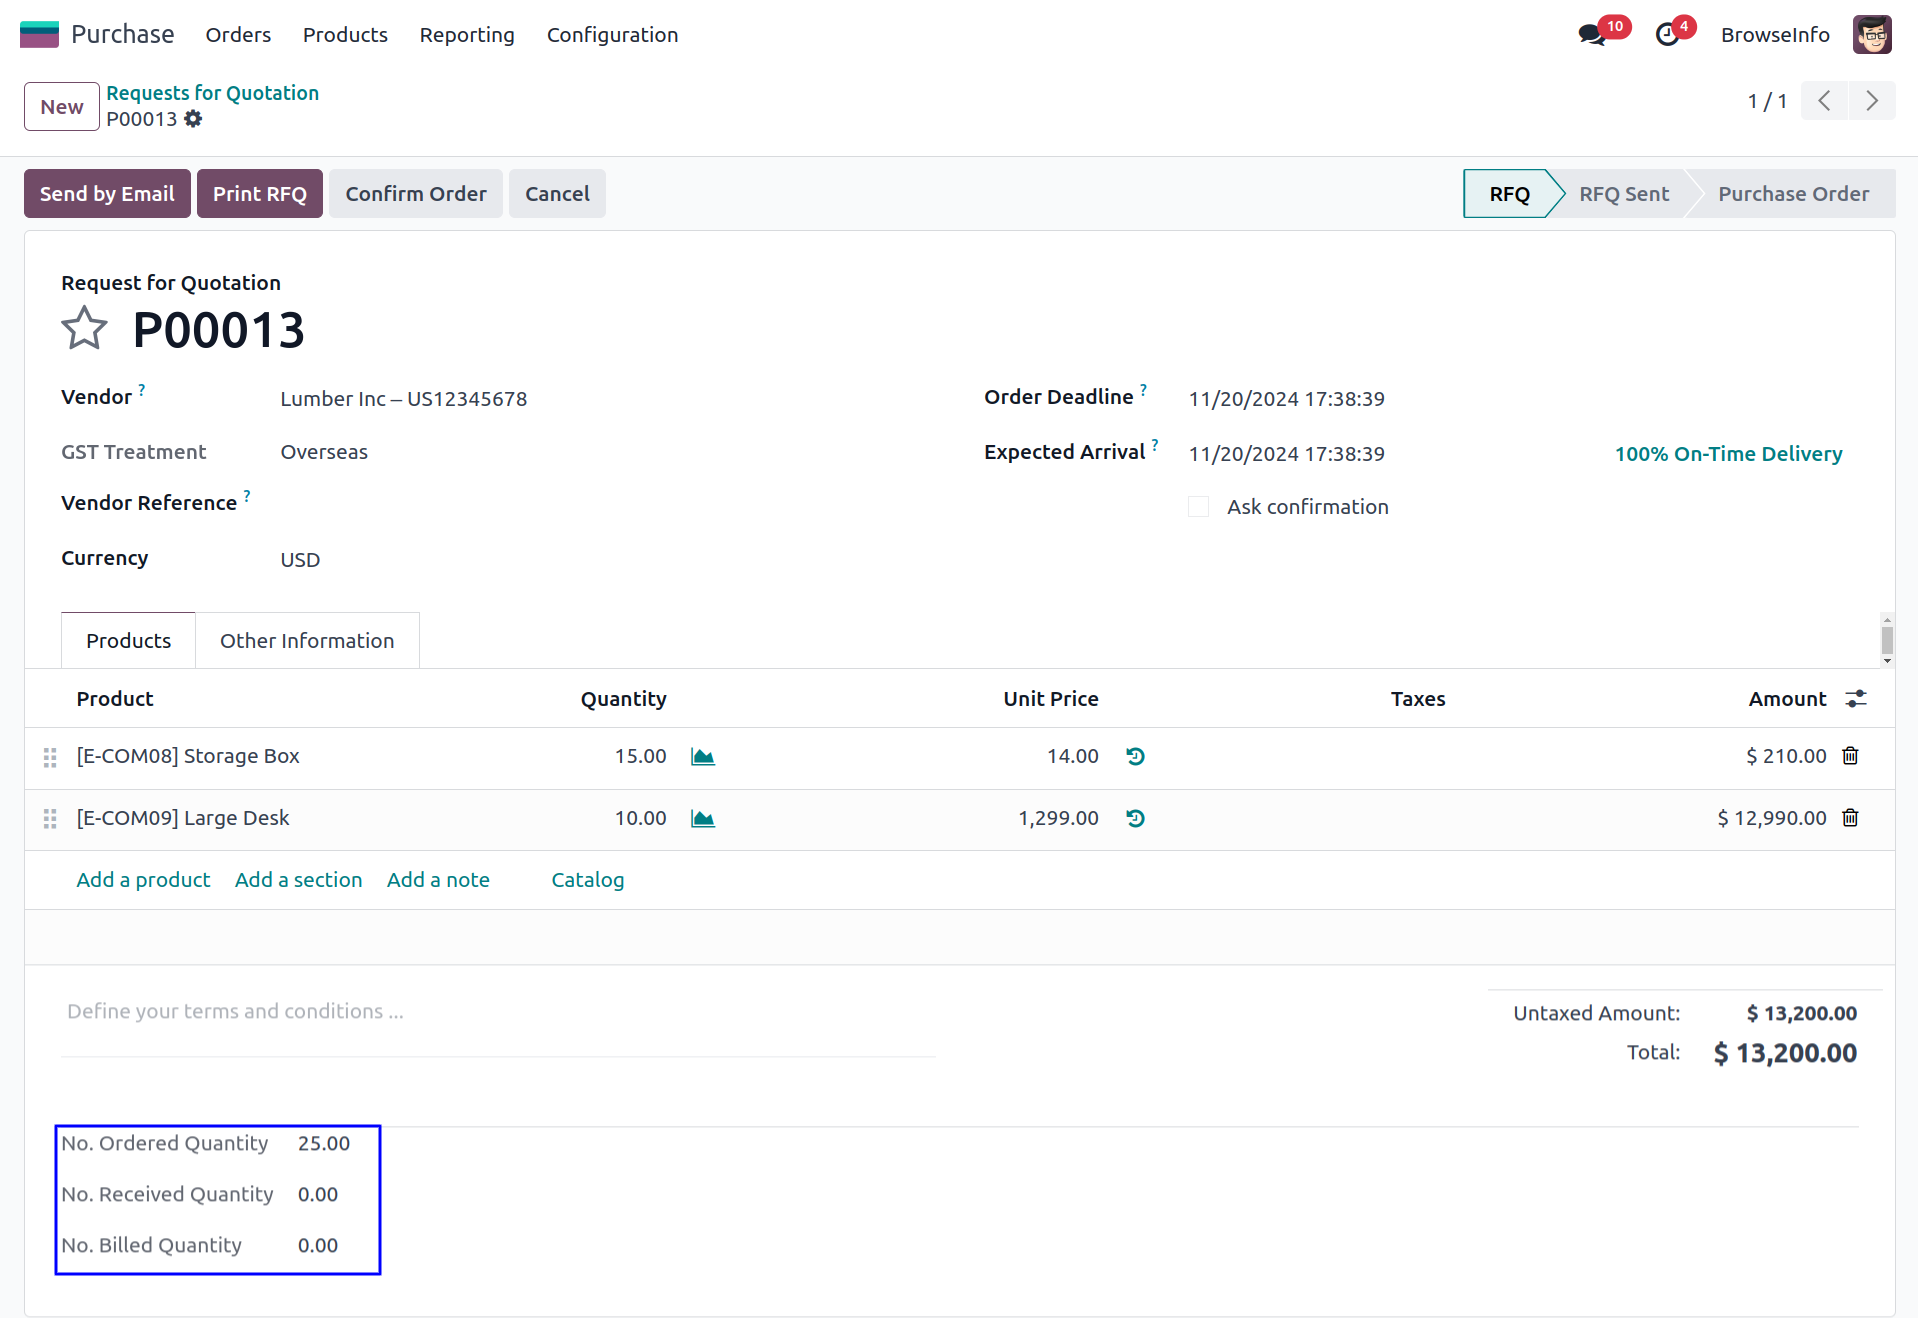 Purchase Orders Products Reporting Configuration 10 4 BrowseInfo
New Requests for Quotation
P00013 1 / 1
Send by Email Print RFQ Confirm Order Cancel RFQ RFQ Sent Purchase Order
Request for Quotation
P00013
Vendor ? Lumber Inc – US12345678 Order Deadline ? 11/20/2024 17:38:39
GST Treatment Overseas Expected Arrival ? 11/20/2024 17:38:39 100% On-Time Delivery
Vendor Reference ? Ask confirmation
Currency USD
Products Other Information
Product Quantity Unit Price Taxes Amount
[E-COM08] Storage Box 15.00 14.00 $ 210.00
[E-COM09] Large Desk 10.00 1,299.00 $ 12,990.00
Add a product Add a section Add a note Catalog
Define your terms and conditions ... Untaxed Amount: $ 13,200.00
Total: $ 13,200.00
No. Ordered Quantity 25.00
No. Received Quantity 0.00
No. Billed Quantity 0.00